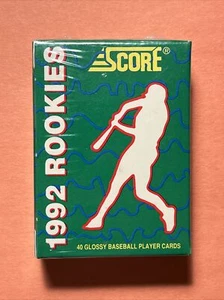 SCORE®
1992 ROOKIES
40 GLOSSY BASEBALL PLAYER CARDS